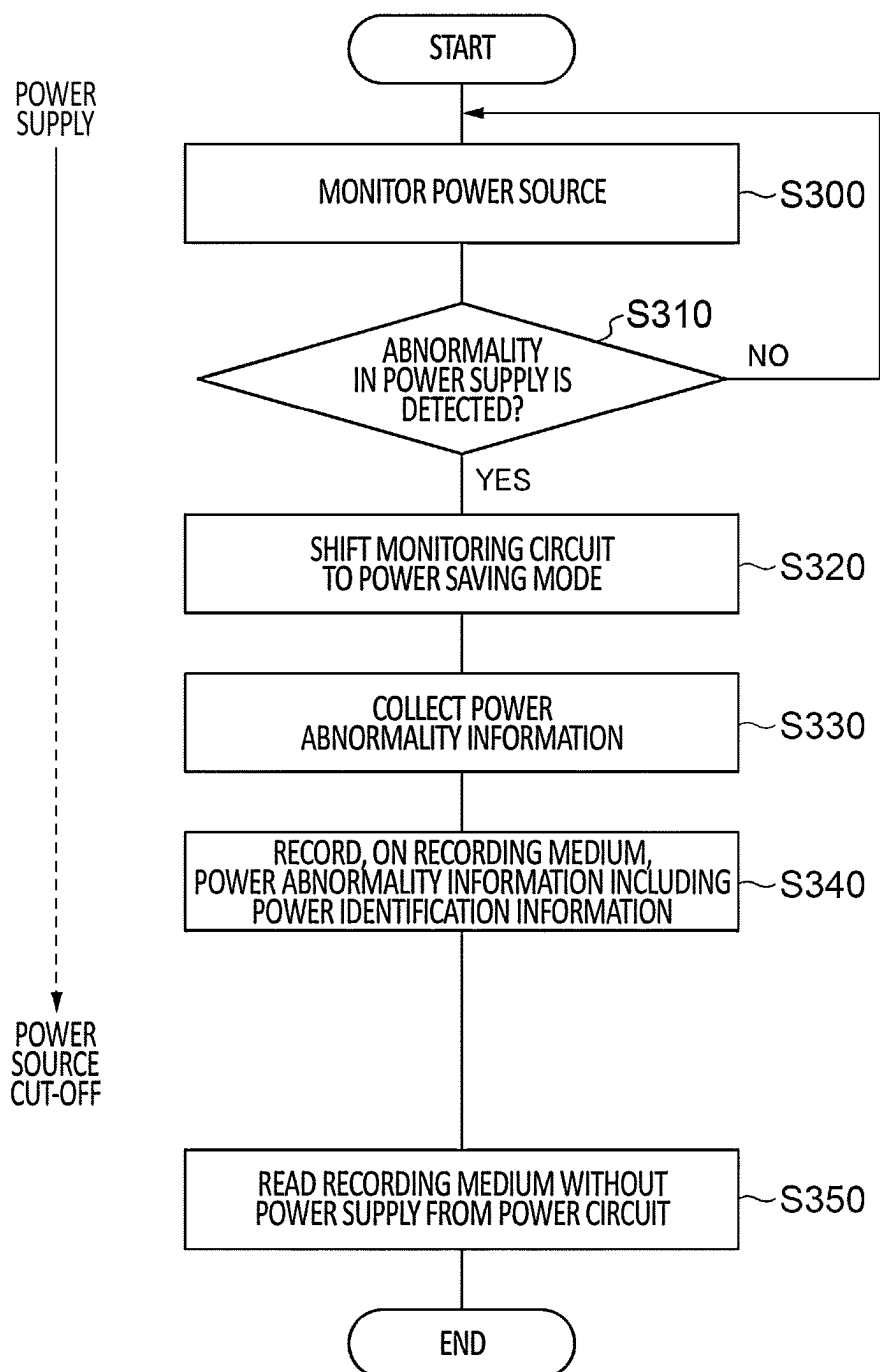 START
POWER
SUPPLY
MONITOR POWER SOURCE
S300
S310
ABNORMALITY
IN POWER SUPPLY IS
DETECTED?
NO
YES
SHIFT MONITORING CIRCUIT
TO POWER SAVING MODE
S320
COLLECT POWER
ABNORMALITY INFORMATION
S330
RECORD, ON RECORDING MEDIUM,
POWER ABNORMALITY INFORMATION INCLUDING
POWER IDENTIFICATION INFORMATION
S340
POWER
SOURCE
CUT-OFF
READ RECORDING MEDIUM WITHOUT
POWER SUPPLY FROM POWER CIRCUIT
S350
END